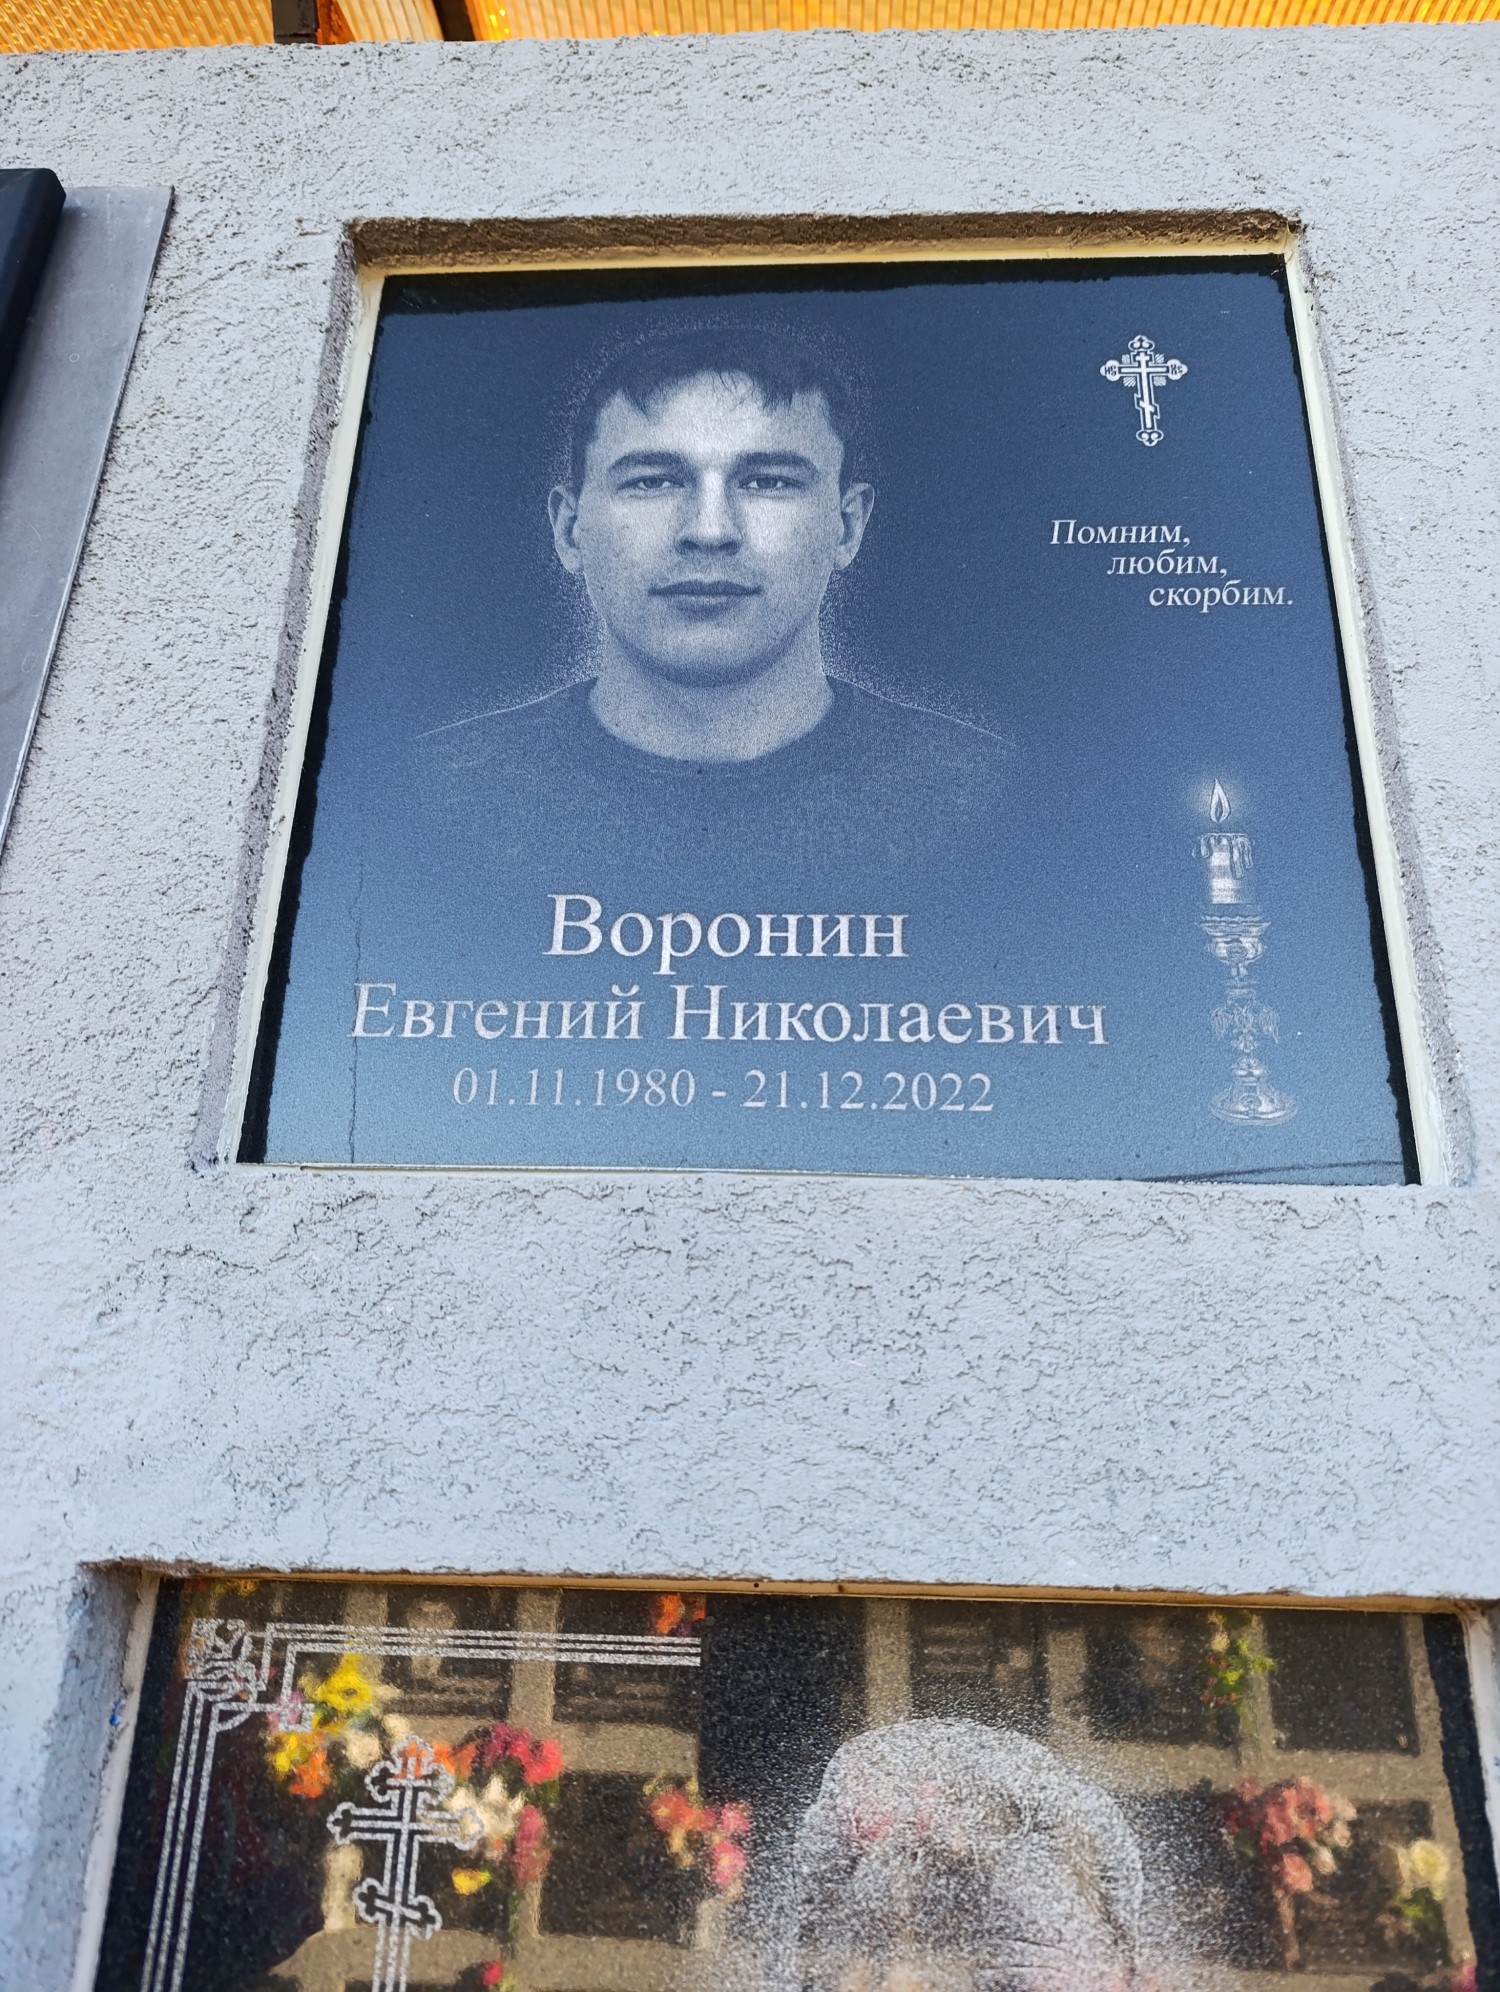 Помним,
любим,
скорбим.
Воронин
Евгений Николаевич
01.11.1980 - 21.12.2022